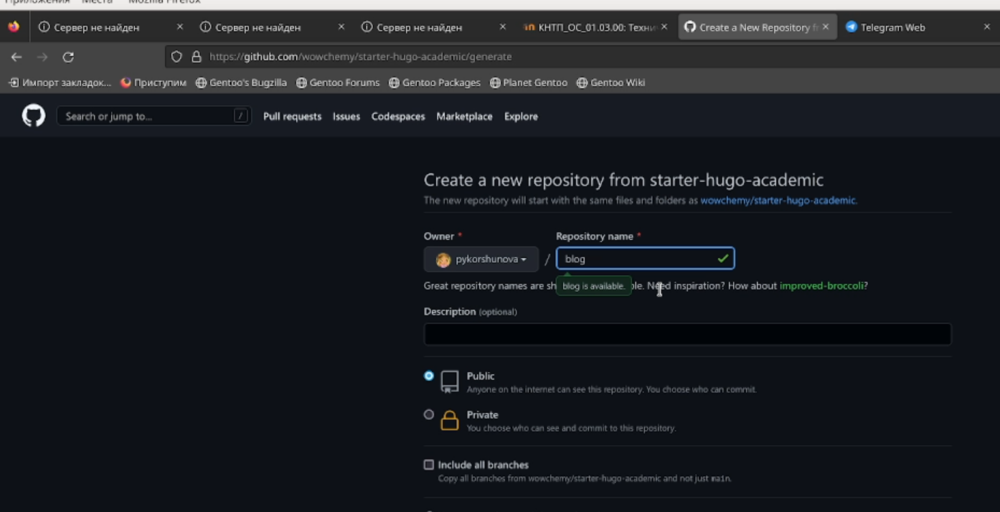 Приложения Места Mozilla Firefox
Сервер не найден Сервер не найден Сервер не найден КНТП_ОС_01.03.00: Техни Create a New Repository fr Telegram Web
https://github.com/wowchemy/starter-hugo-academic/generate
Импорт закладок... Приступим Gentoo's Bugzilla Gentoo Forums Gentoo Packages Planet Gentoo Gentoo Wiki
Search or jump to... / Pull requests Issues Codespaces Marketplace Explore
Create a new repository from starter-hugo-academic
The new repository will start with the same files and folders as wowchemy/starter-hugo-academic.
Owner * Repository name *
pykorshunova / blog
Great repository names are sh blog is available. ble. Need inspiration? How about improved-broccoli?
Description (optional)
Public
Anyone on the internet can see this repository. You choose who can commit.
Private
You choose who can see and commit to this repository.
Include all branches
Copy all branches from wowchemy/starter-hugo-academic and not just main.